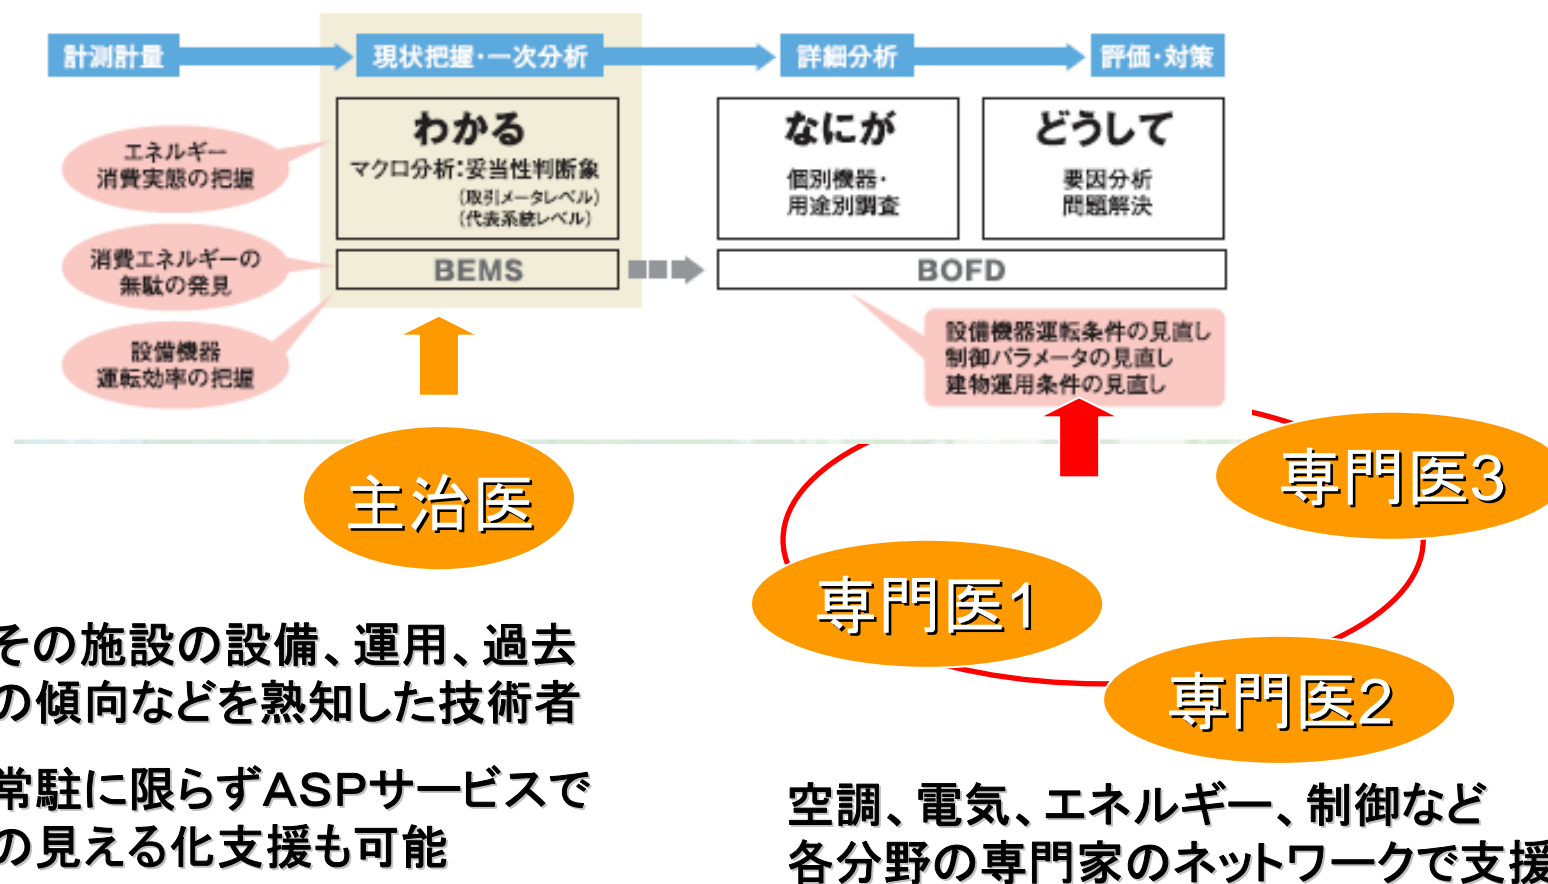 計測計量
現状把握・一次分析
詳細分析
評価・対策
わかる
マクロ分析：妥当性判断象
（取引メータレベル）
（代表系統レベル）
なにが
個別機器・
用途別調査
どうして
要因分析
問題解決
エネルギー
消費実態の把握
消費エネルギーの
無駄の発見
設備機器
運転効率の把握
BEMS
BOFD
設備機器運転条件の見直し
制御パラメータの見直し
建物運用条件の見直し
主治医
専門医1
専門医2
専門医3
その施設の設備、運用、過去
の傾向などを熟知した技術者
常駐に限らずASPサービスで
の見える化支援も可能
空調、電気、エネルギー、制御など
各分野の専門家のネットワークで支援